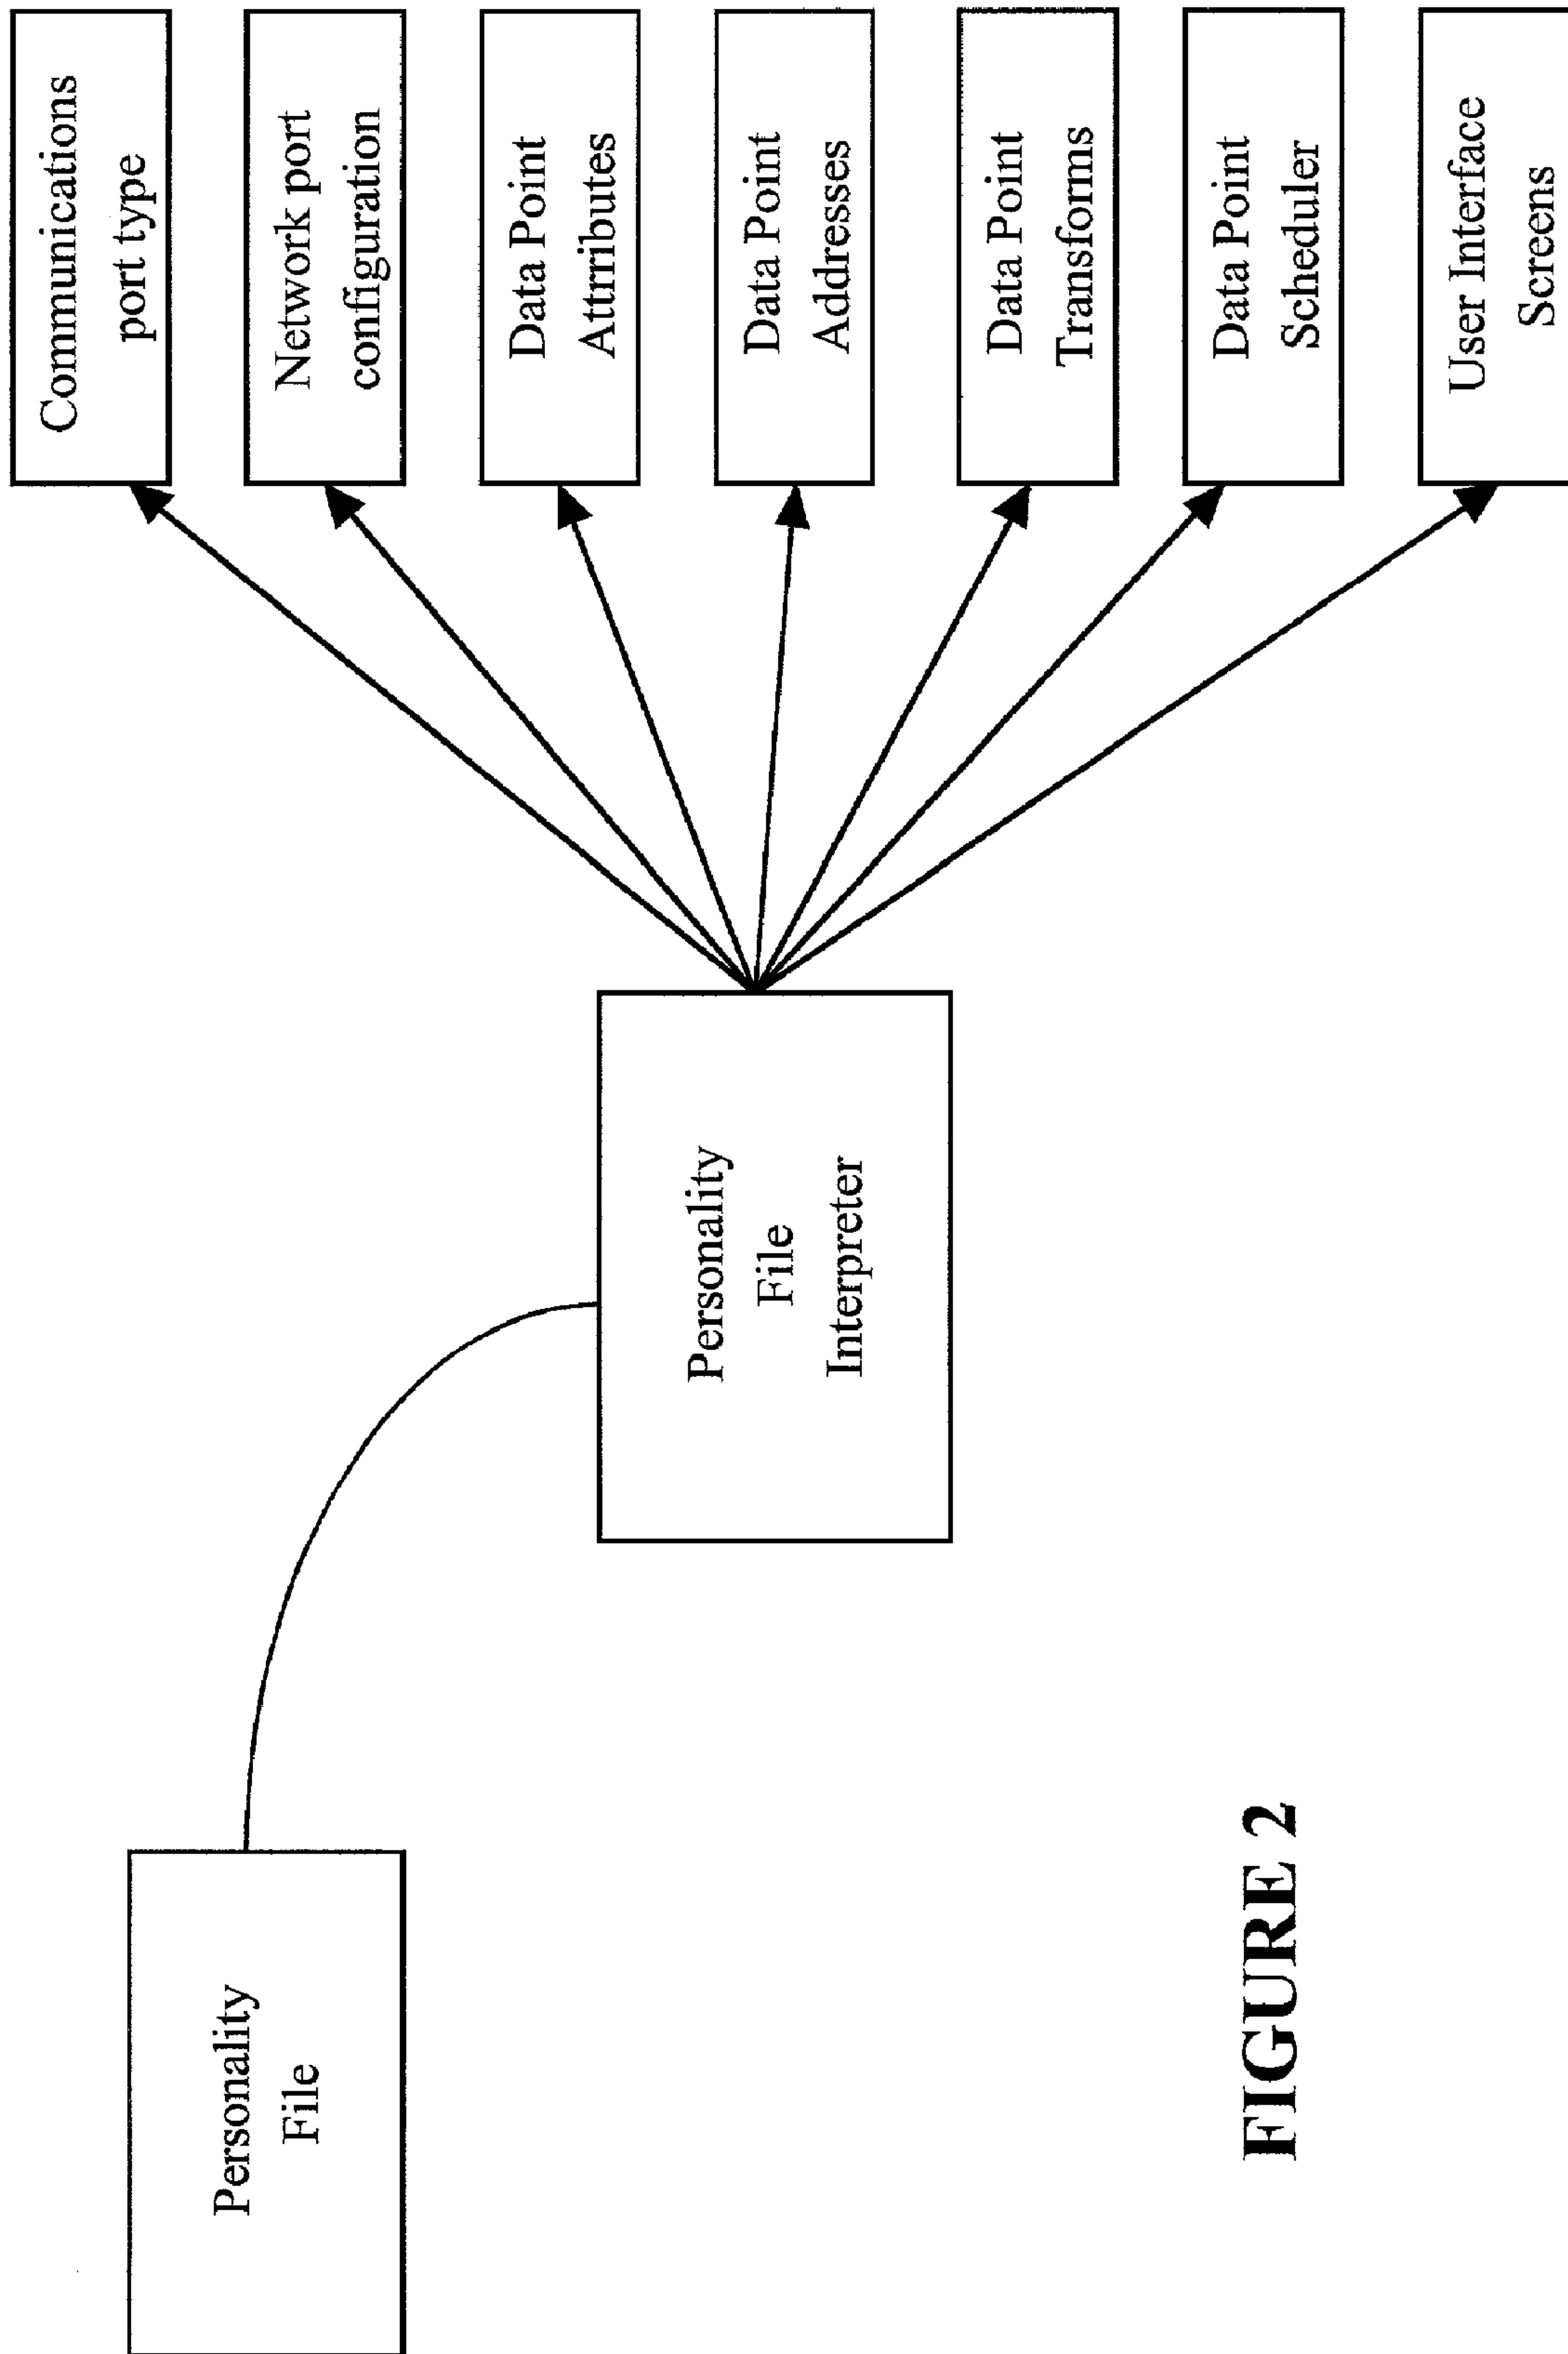 Personality
File
Personality
File
Interpreter
Communications
port type
Network port
configuration
Data Point
Attributes
Data Point
Addresses
Data Point
Transforms
Data Point
Scheduler
User Interface
Screens
FIGURE 2